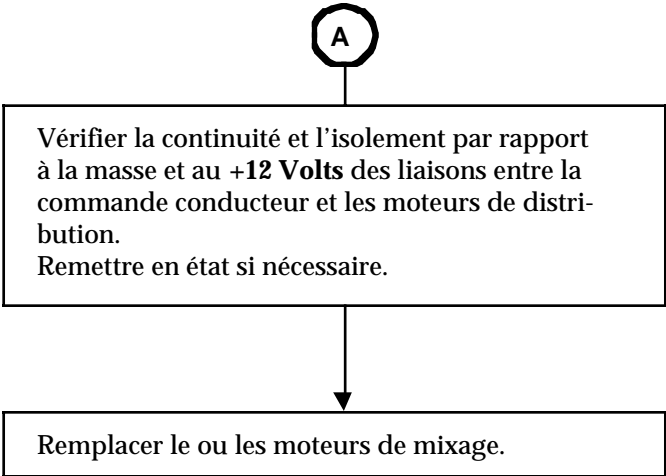 A
Vérifier la continuité et l'isolement par rapport
à la masse et au +12 Volts des liaisons entre la
commande conducteur et les moteurs de distri-
bution.
Remettre en état si nécessaire.
Remplacer le ou les moteurs de mixage.